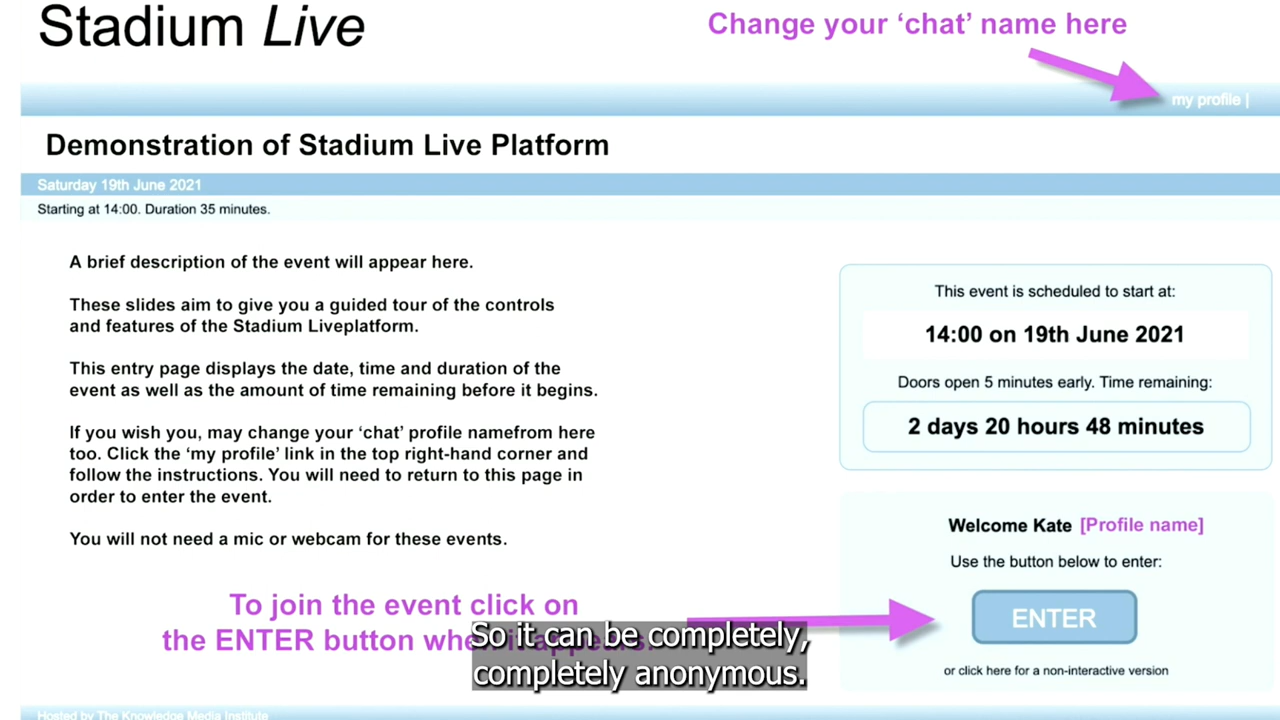 Stadium Live
Change your ‘chat’ name here
my profile |
Demonstration of Stadium Live Platform
Saturday 19th June 2021
Starting at 14:00. Duration 35 minutes.
A brief description of the event will appear here.
These slides aim to give you a guided tour of the controls
and features of the Stadium Liveplatform.
This entry page displays the date, time and duration of the
event as well as the amount of time remaining before it begins.
If you wish you, may change your ‘chat’ profile namefrom here
too. Click the ‘my profile’ link in the top right-hand corner and
follow the instructions. You will need to return to this page in
order to enter the event.
You will not need a mic or webcam for these events.
This event is scheduled to start at:
14:00 on 19th June 2021
Doors open 5 minutes early. Time remaining:
2 days 20 hours 48 minutes
Welcome Kate [Profile name]
Use the button below to enter:
ENTER
or click here for a non-interactive version
To join the event click on
the ENTER button when it appears.
So it can be completely,
completely anonymous.
Hosted by The Knowledge Media Institute